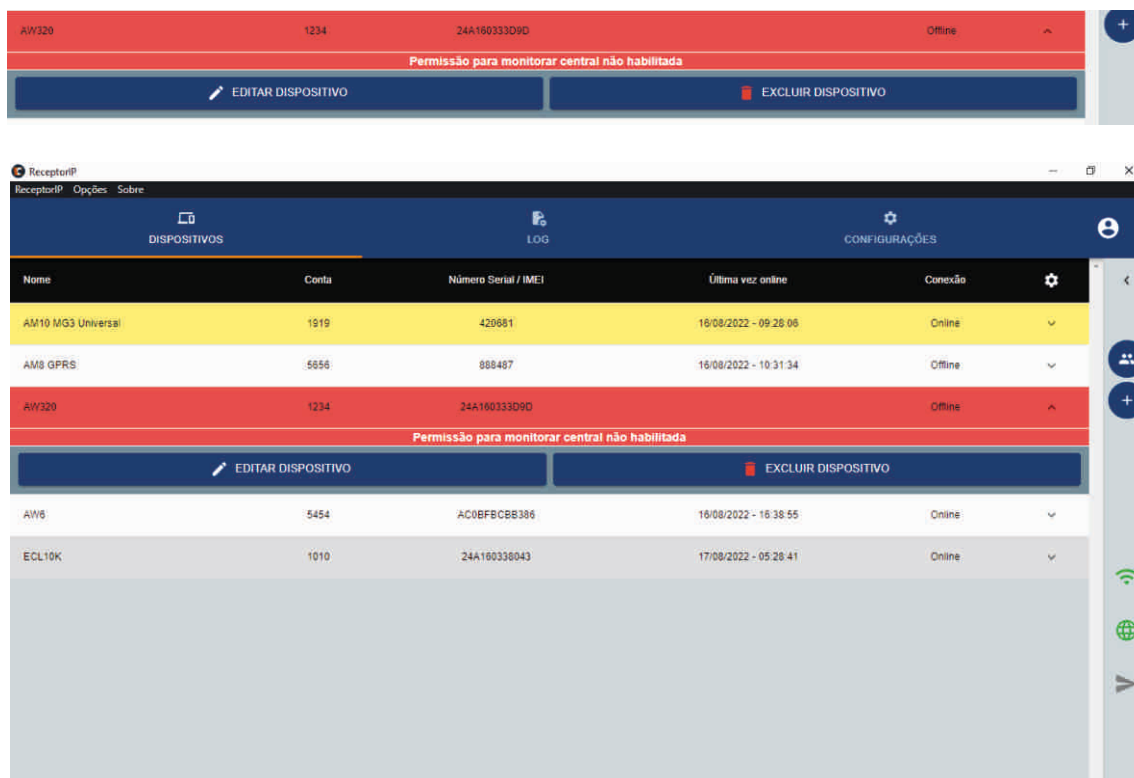 AW320 1234 24A160333D9D Offline
Permissão para monitorar central não habilitada
EDITAR DISPOSITIVO EXCLUIR DISPOSITIVO
ReceptorIP
ReceptorIP Opções Sobre
DISPOSITIVOS LOG CONFIGURAÇÕES
Nome Conta Número Serial / IMEI Última vez online Conexão
AM10 MG3 Universal 1919 420681 16/08/2022 - 09:28:06 Online
AM8 GPRS 5656 888487 16/08/2022 - 10:31:34 Offline
AW320 1234 24A160333D9D Offline
Permissão para monitorar central não habilitada
EDITAR DISPOSITIVO EXCLUIR DISPOSITIVO
AW6 5454 AC0BFBCBB386 16/08/2022 - 16:38:55 Online
ECL10K 1010 24A160338043 17/08/2022 - 05:28:41 Online